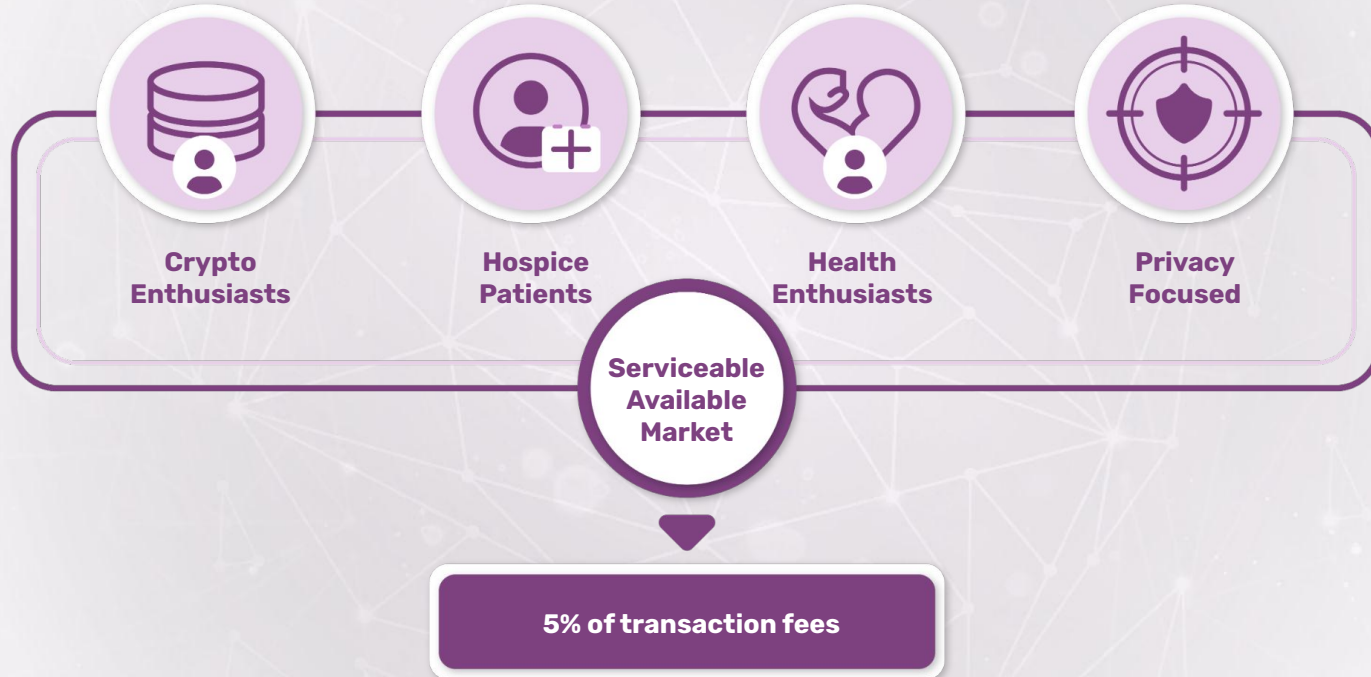 Crypto
Enthusiasts
Hospice
Patients
Health
Enthusiasts
Privacy
Focused
Serviceable
Available
Market
5% of transaction fees